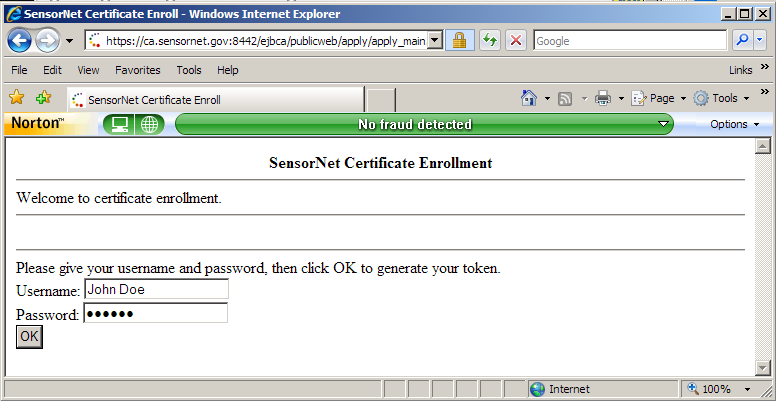 SensorNet Certificate Enroll - Windows Internet Explorer
https://ca.sensornet.gov:8442/ejbca/publicweb/apply/apply_main
Google
File Edit View Favorites Tools Help Links »
SensorNet Certificate Enroll Page Tools »
Norton™ No fraud detected Options
SensorNet Certificate Enrollment
Welcome to certificate enrollment.
Please give your username and password, then click OK to generate your token.
Username: John Doe
Password: ••••••
OK
Internet 100%